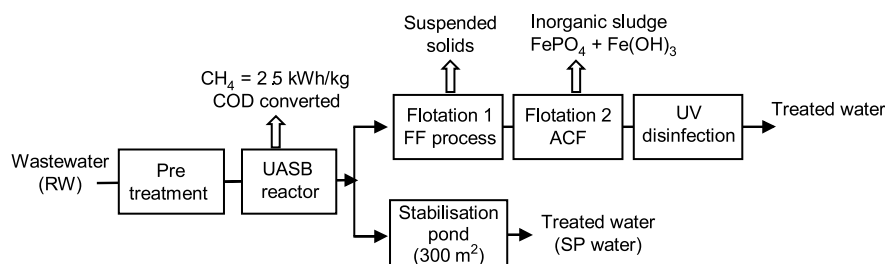 Suspended
solids
Inorganic sludge
FePO4 + Fe(OH)3
CH4 = 2.5 kWh/kg
COD converted
Flotation 1
FF process
Flotation 2
ACF
UV
disinfection
Treated water
Wastewater
(RW)
Pre
treatment
UASB
reactor
Stabilisation
pond
(300 m²)
Treated water
(SP water)